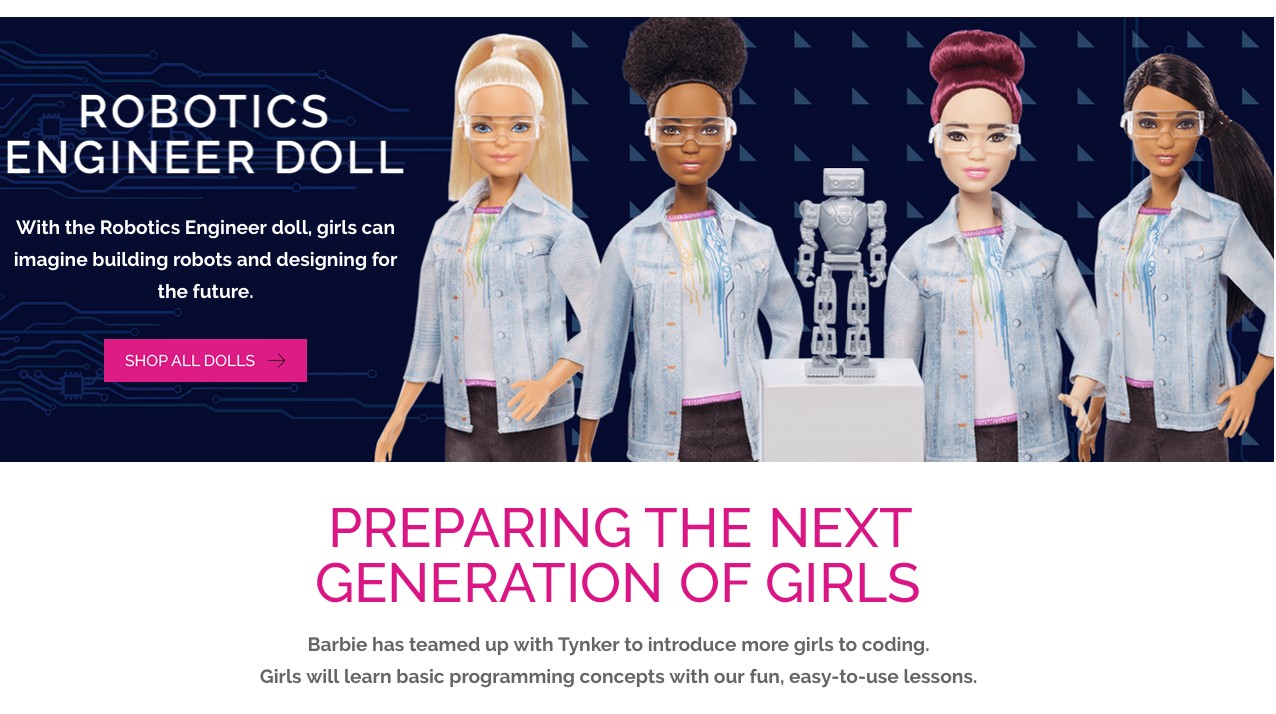 ROBOTICS
ENGINEER DOLL
With the Robotics Engineer doll, girls can
imagine building robots and designing for
the future.
SHOP ALL DOLLS
PREPARING THE NEXT
GENERATION OF GIRLS
Barbie has teamed up with Tynker to introduce more girls to coding.
Girls will learn basic programming concepts with our fun, easy-to-use lessons.